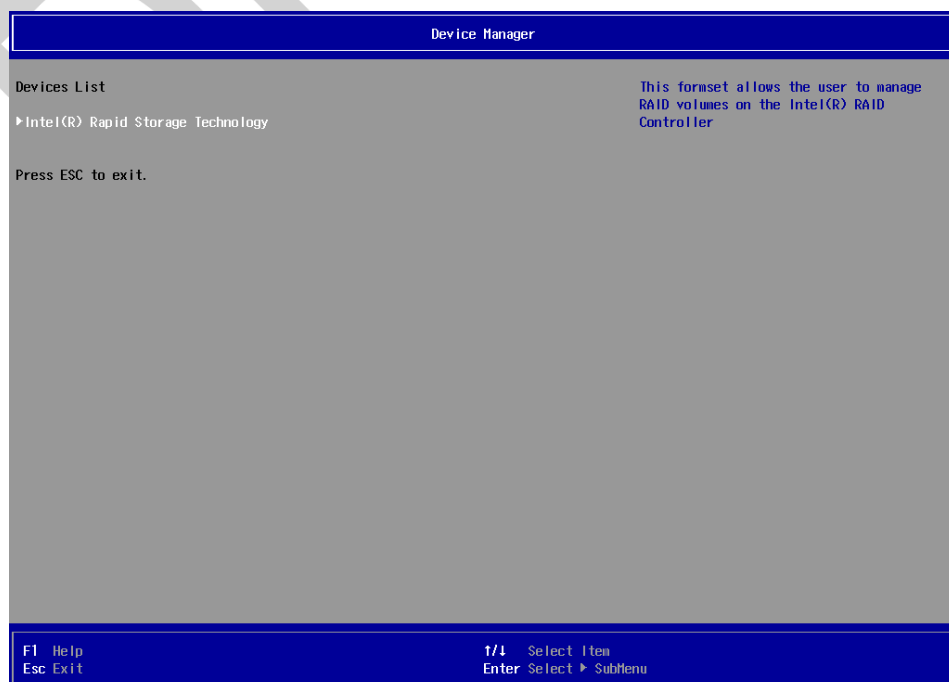 Device Manager
Devices List
▶Intel(R) Rapid Storage Technology
Press ESC to exit.
This formset allows the user to manage
RAID volumes on the Intel(R) RAID
Controller
F1 Help
Esc Exit
↑/↓ Select Item
Enter Select ▶ SubMenu